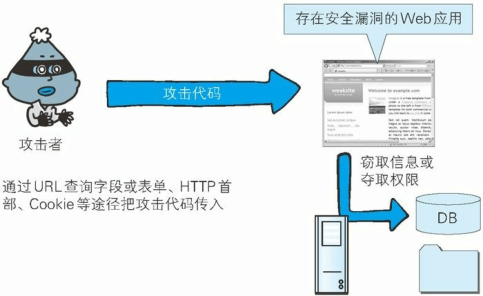 存在安全漏洞的Web应用
攻击代码
weaksite
Welcome to example.com
攻击者
窃取信息或
夺取权限
通过URL查询字段或表单、HTTP首
部、Cookie等途径把攻击代码传入
DB